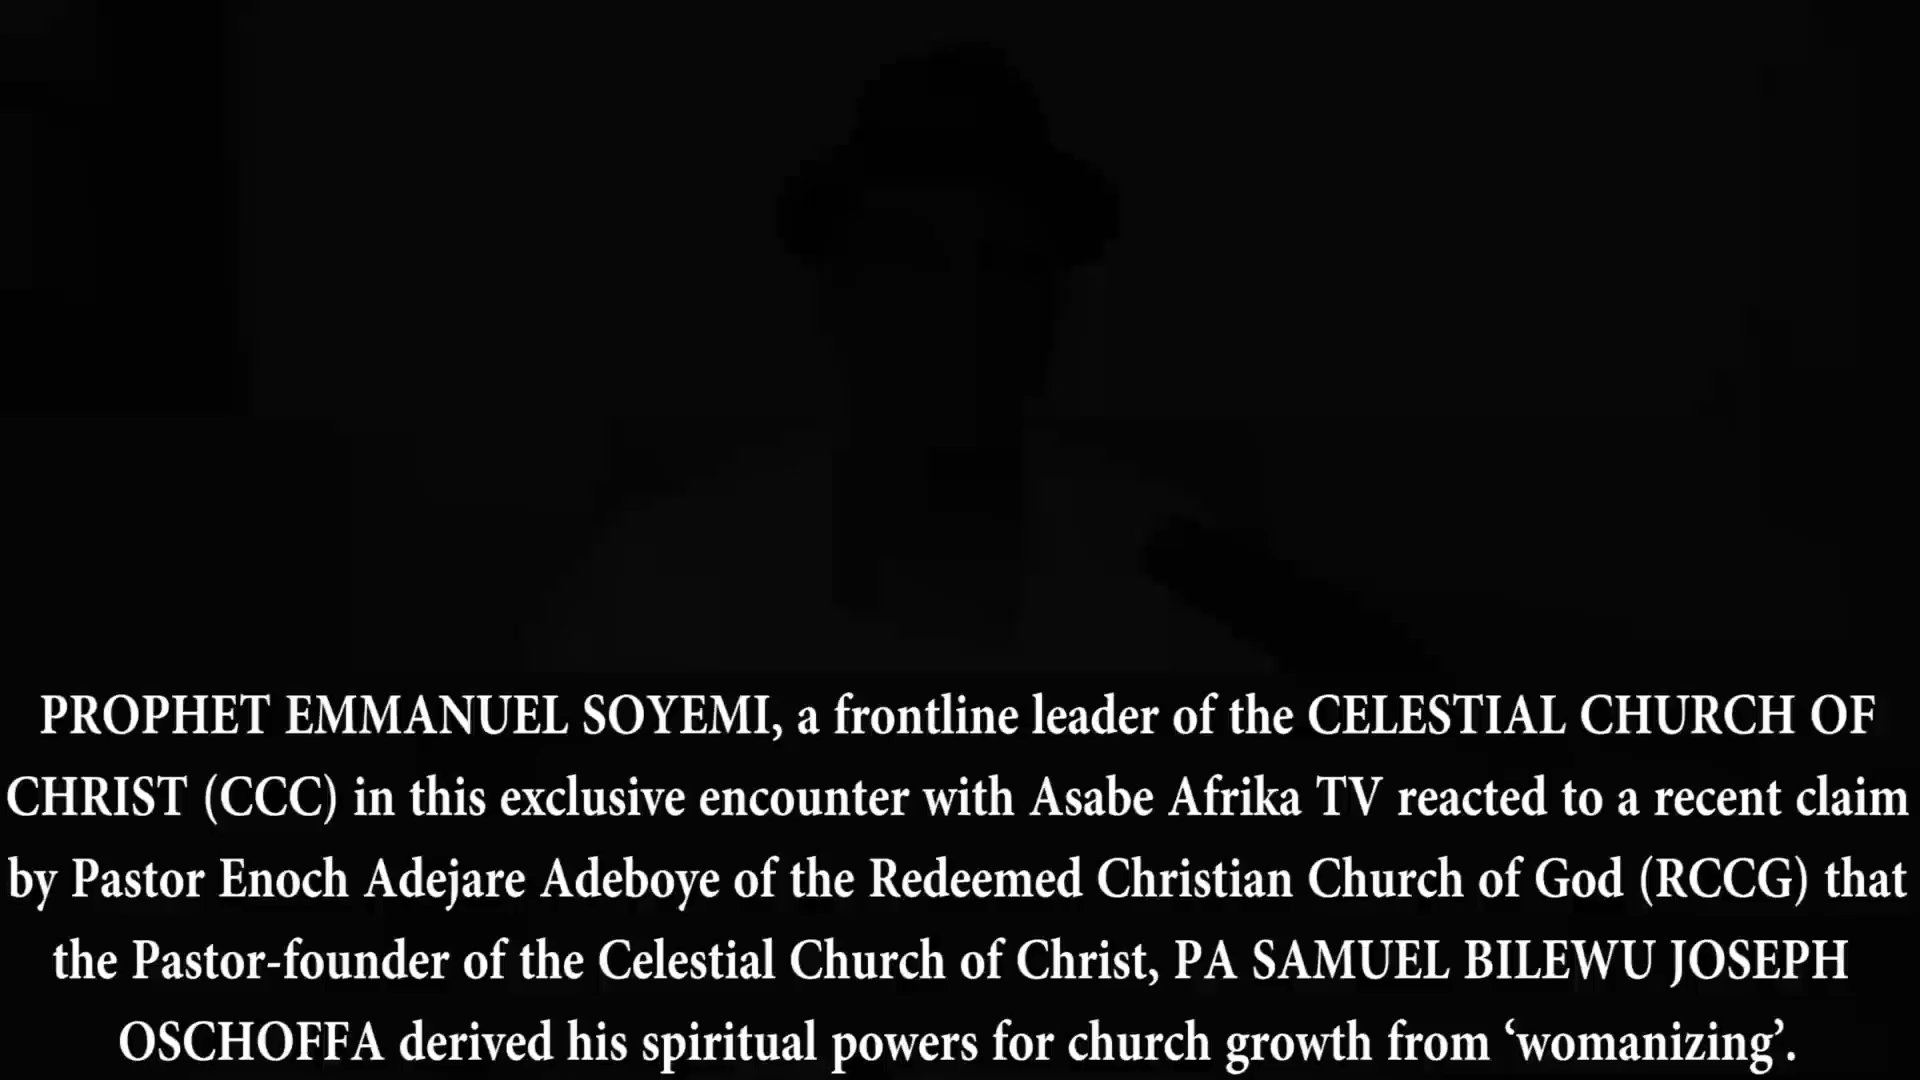 PROPHET EMMANUEL SOYEMI, a frontline leader of the CELESTIAL CHURCH OF
CHRIST (CCC) in this exclusive encounter with Asabe Afrika TV reacted to a recent claim
by Pastor Enoch Adejare Adeboye of the Redeemed Christian Church of God (RCCG) that
the Pastor-founder of the Celestial Church of Christ, PA SAMUEL BILEWU JOSEPH
OSCHOFFA derived his spiritual powers for church growth from ‘womanizing’.